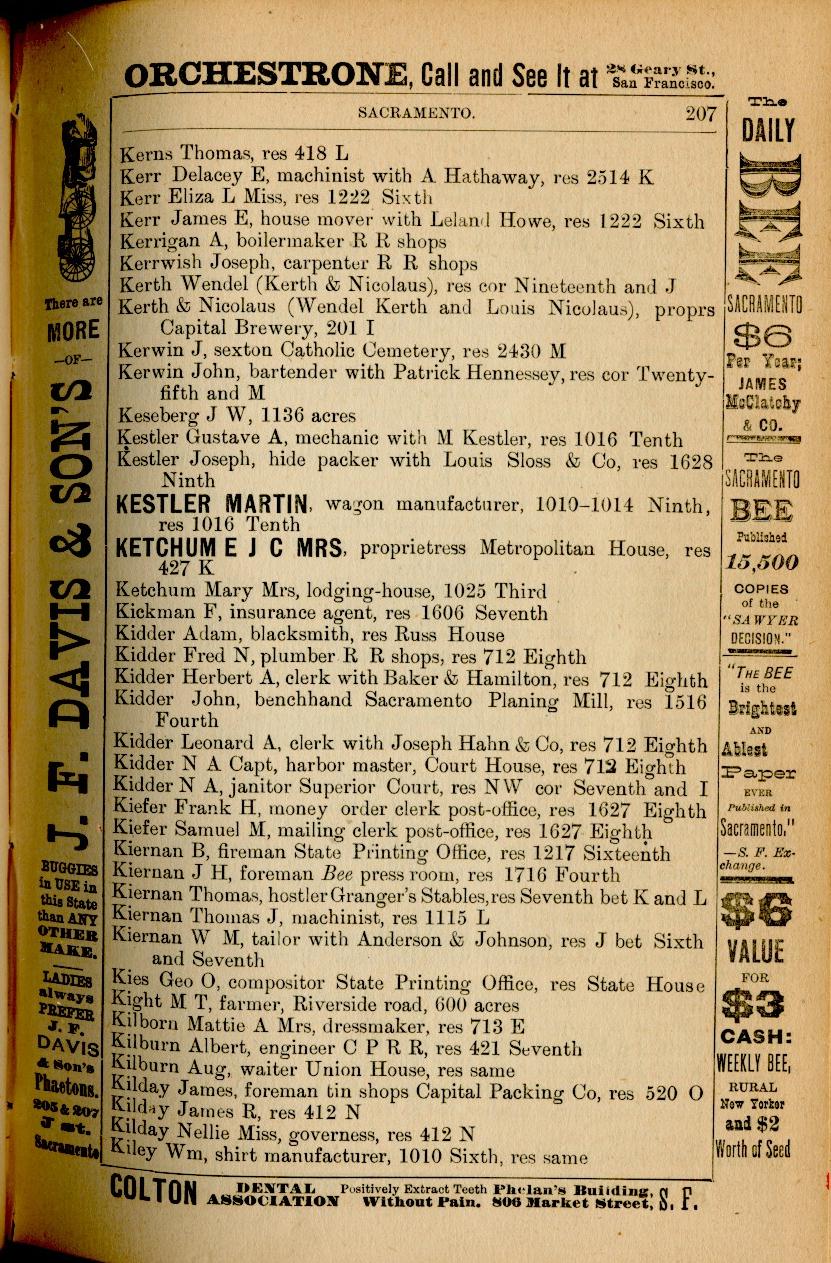 ORCHESTRONE, Call and See It at 28 Geary St., San Francisco.
SACRAMENTO. 207
Kerns Thomas, res 418 L
Kerr Delacey E, machinist with A Hathaway, res 2514 K
Kerr Eliza L Miss, res 1222 Sixth
Kerr James E, house mover with Leland Howe, res 1222 Sixth
Kerrigan A, boilermaker R R shops
Kerrwish Joseph, carpenter R R shops
Kerth Wendel (Kerth & Nicolaus), res cor Nineteenth and J
Kerth & Nicolaus (Wendel Kerth and Louis Nicolaus), proprs
Capital Brewery, 201 I
Kerwin J, sexton Catholic Cemetery, res 2430 M
Kerwin John, bartender with Patrick Hennessey, res cor Twenty-
fifth and M
Keseberg J W, 1136 acres
Kestler Gustave A, mechanic with M Kestler, res 1016 Tenth
Kestler Joseph, hide packer with Louis Sloss & Co, res 1628
Ninth
KESTLER MARTIN, wagon manufacturer, 1010-1014 Ninth,
res 1016 Tenth
KETCHUM E J C MRS, proprietress Metropolitan House, res
427 K
Ketchum Mary Mrs, lodging-house, 1025 Third
Kickman F, insurance agent, res 1606 Seventh
Kidder Adam, blacksmith, res Russ House
Kidder Fred N, plumber R R shops, res 712 Eighth
Kidder Herbert A, clerk with Baker & Hamilton, res 712 Eighth
Kidder John, benchhand Sacramento Planing Mill, res 1516
Fourth
Kidder Leonard A, clerk with Joseph Hahn & Co, res 712 Eighth
Kidder N A Capt, harbor master, Court House, res 712 Eighth
Kidder N A, janitor Superior Court, res NW cor Seventh and I
Kiefer Frank H, money order clerk post-office, res 1627 Eighth
Kiefer Samuel M, mailing clerk post-office, res 1627 Eighth
Kiernan B, fireman State Printing Office, res 1217 Sixteenth
Kiernan J H, foreman Bee press room, res 1716 Fourth
Kiernan Thomas, hostler Granger's Stables, res Seventh bet K and L
Kiernan Thomas J, machinist, res 1115 L
Kiernan W M, tailor with Anderson & Johnson, res J bet Sixth
and Seventh
Kies Geo O, compositor State Printing Office, res State House
Kight M T, farmer, Riverside road, 600 acres
Kilborn Mattie A Mrs, dressmaker, res 713 E
Kilburn Albert, engineer C P R R, res 421 Seventh
Kilburn Aug, waiter Union House, res same
Kilday James, foreman tin shops Capital Packing Co, res 520 O
Kilday James R, res 412 N
Kilday Nellie Miss, governess, res 412 N
Kiley Wm, shirt manufacturer, 1010 Sixth, res same
There are
MORE
—OF—
J. F. DAVIS & SON'S
BUGGIES
in USE in
this State
than ANY
OTHER
MAKE.
LADIES
always
PREFER
J. F.
DAVIS
& Son's
Phaetons.
205 & 207
J st.
Sacramento
The
DAILY
BEE
SACRAMENTO
$6
Per Year;
JAMES
McClatchy
& CO.
The
SACRAMENTO
BEE
Published
15,500
COPIES
of the
"SAWYER
DECISION."
"THE BEE
is the
Brightest
AND
Ablest
Paper
EVER
Published in
Sacramento,"
—S. F. Ex-
change.
$6
VALUE
FOR
$3
CASH:
WEEKLY BEE,
RURAL
New Yorker
and $2
Worth of Seed
COLTON DENTAL ASSOCIATION Positively Extract Teeth Without Pain. Phelan's Building, 806 Market Street, S. F.